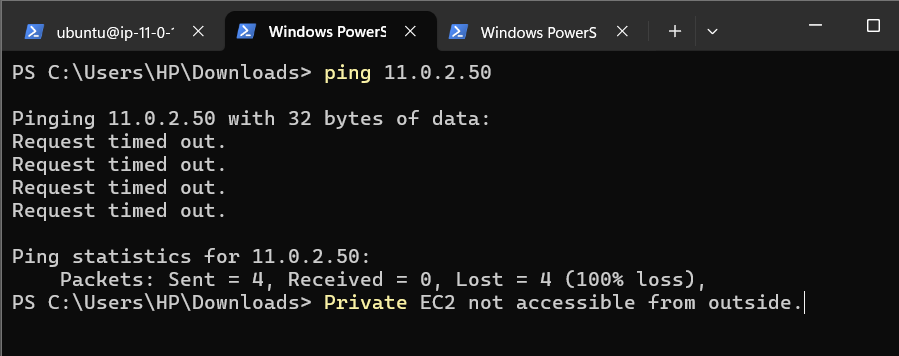 ubuntu@ip-11-0-1
Windows PowerS
Windows PowerS
PS C:\Users\HP\Downloads> ping 11.0.2.50
Pinging 11.0.2.50 with 32 bytes of data:
Request timed out.
Request timed out.
Request timed out.
Request timed out.
Ping statistics for 11.0.2.50:
Packets: Sent = 4, Received = 0, Lost = 4 (100% loss),
PS C:\Users\HP\Downloads> Private EC2 not accessible from outside.